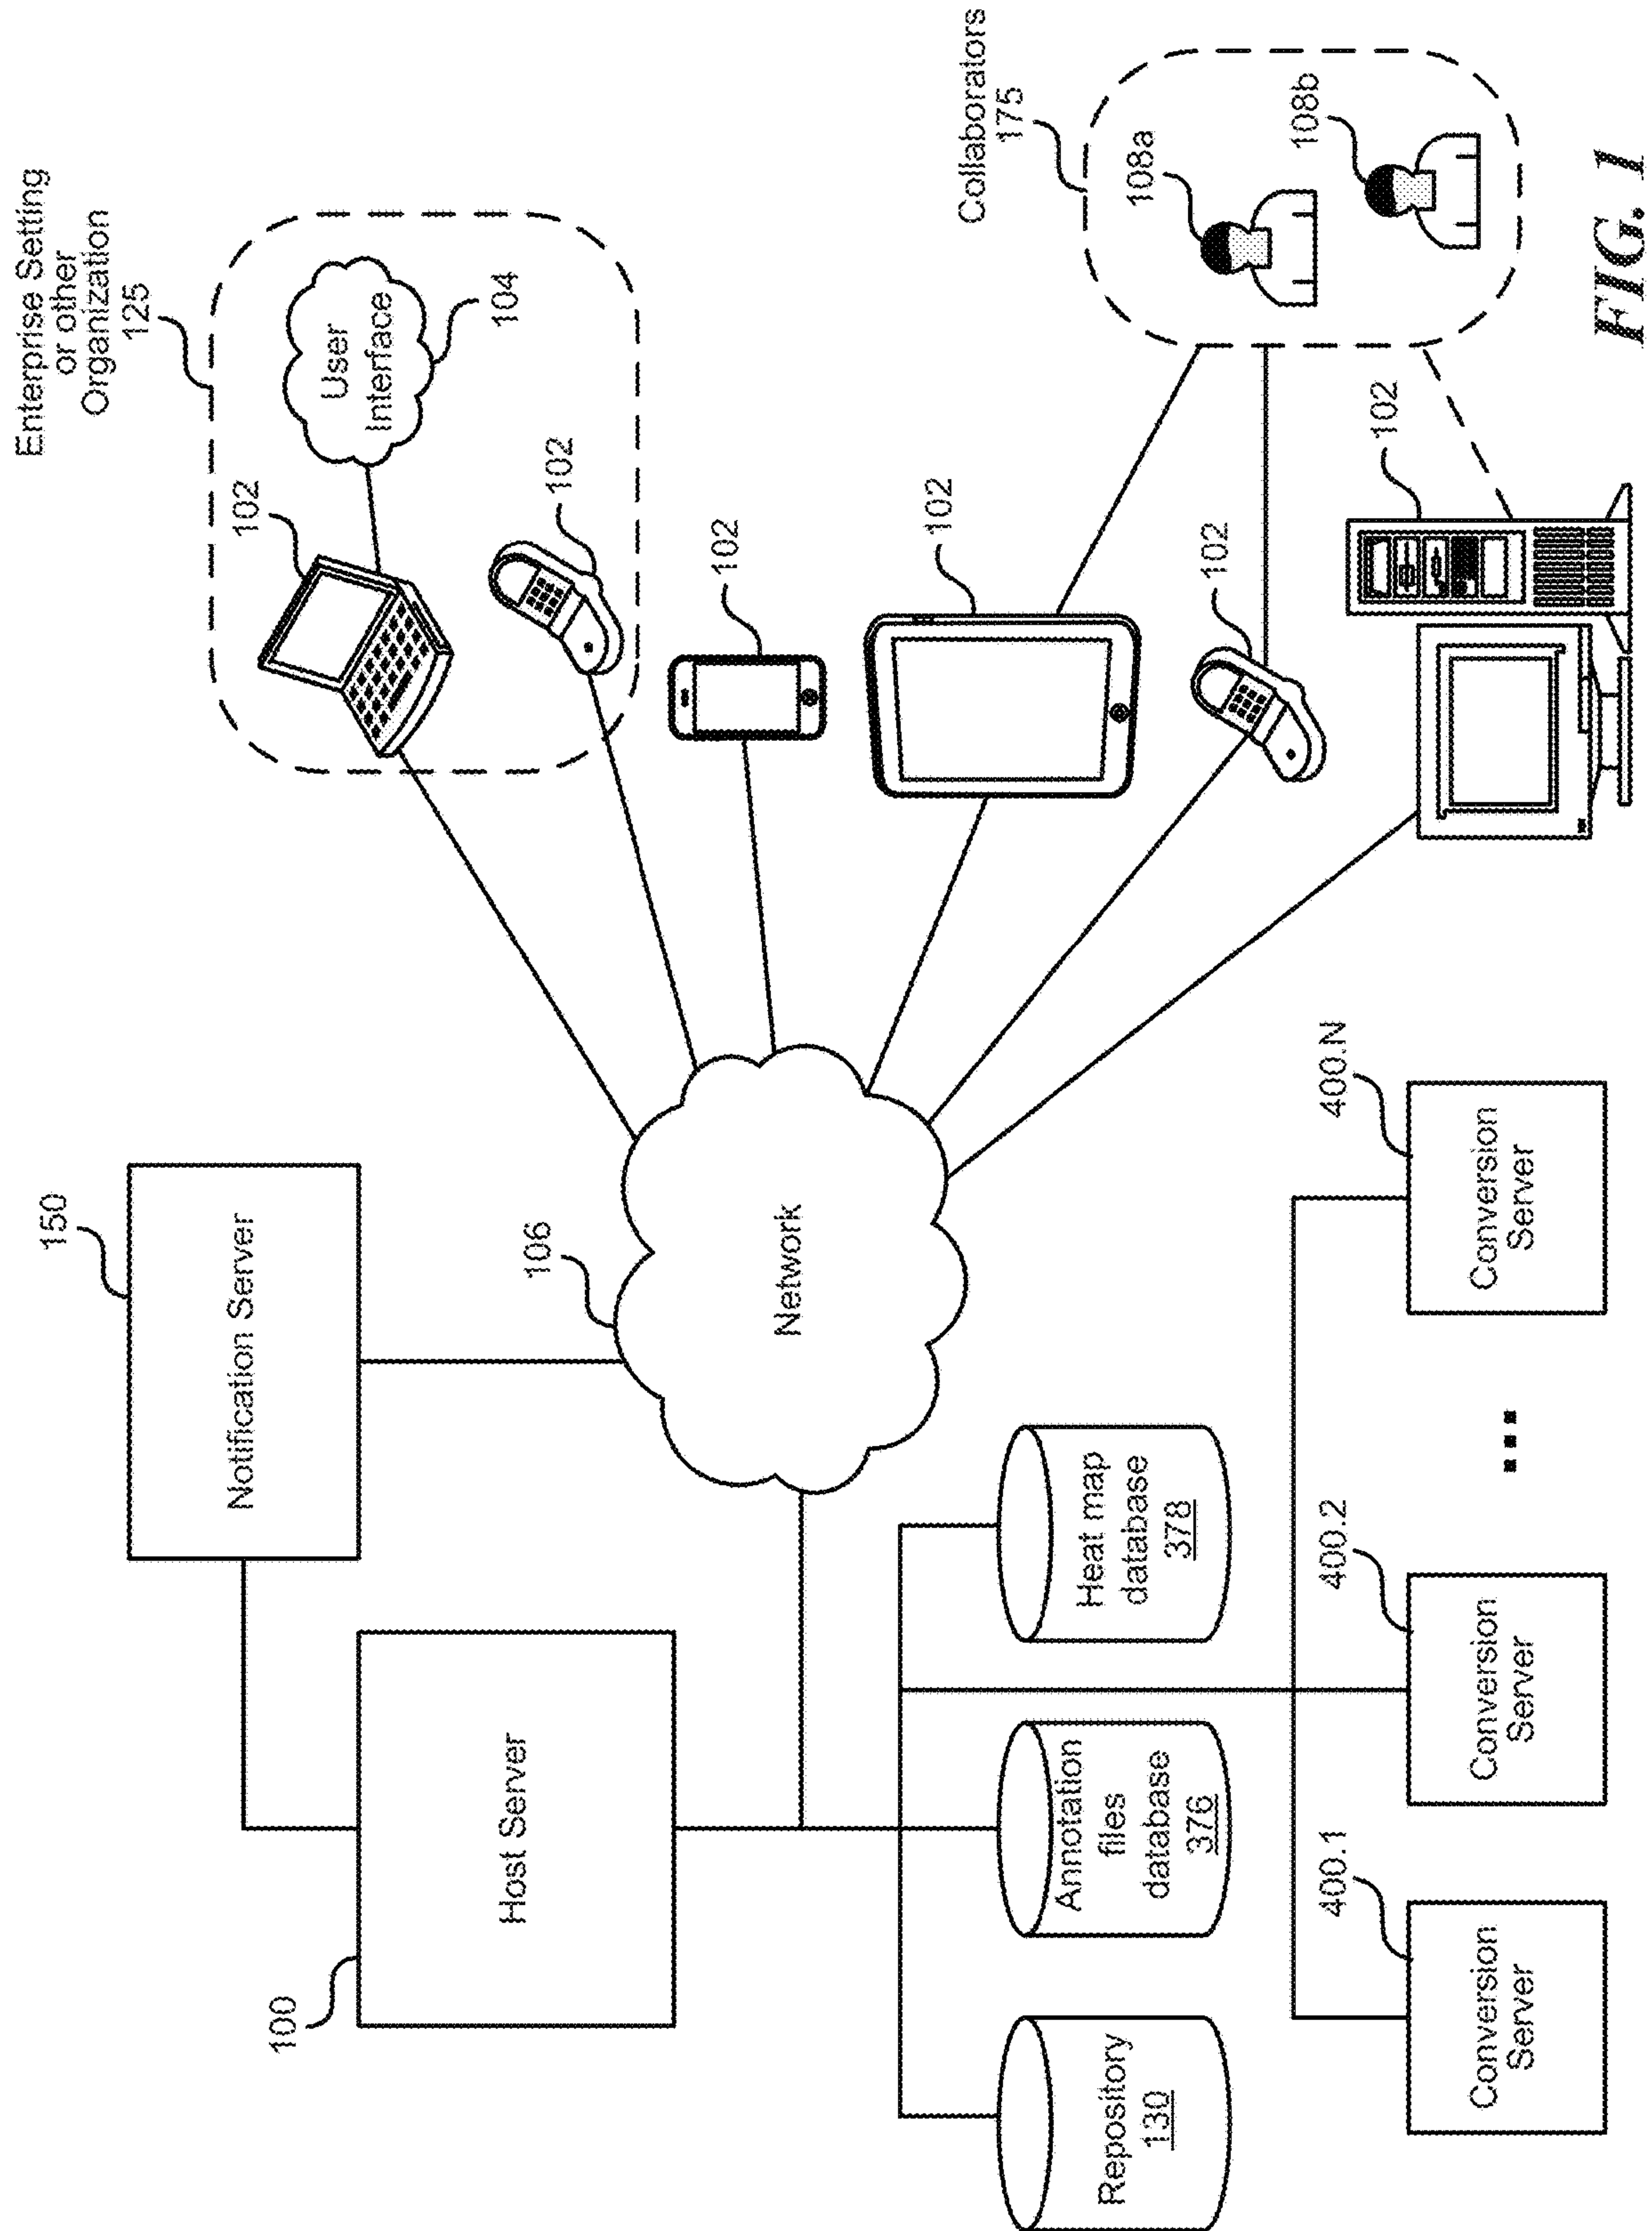 Enterprise Setting
or other
Organization
125
150
Notification Server
102
User
Interface
104
102
100
Host Server
106
Network
102
102
Collaborators
175
108a
108b
102
102
Repository
130
Annotation
files
database
376
Heat map
database
378
400.1
Conversion
Server
400.2
Conversion
Server
400.N
Conversion
Server
FIG. 1